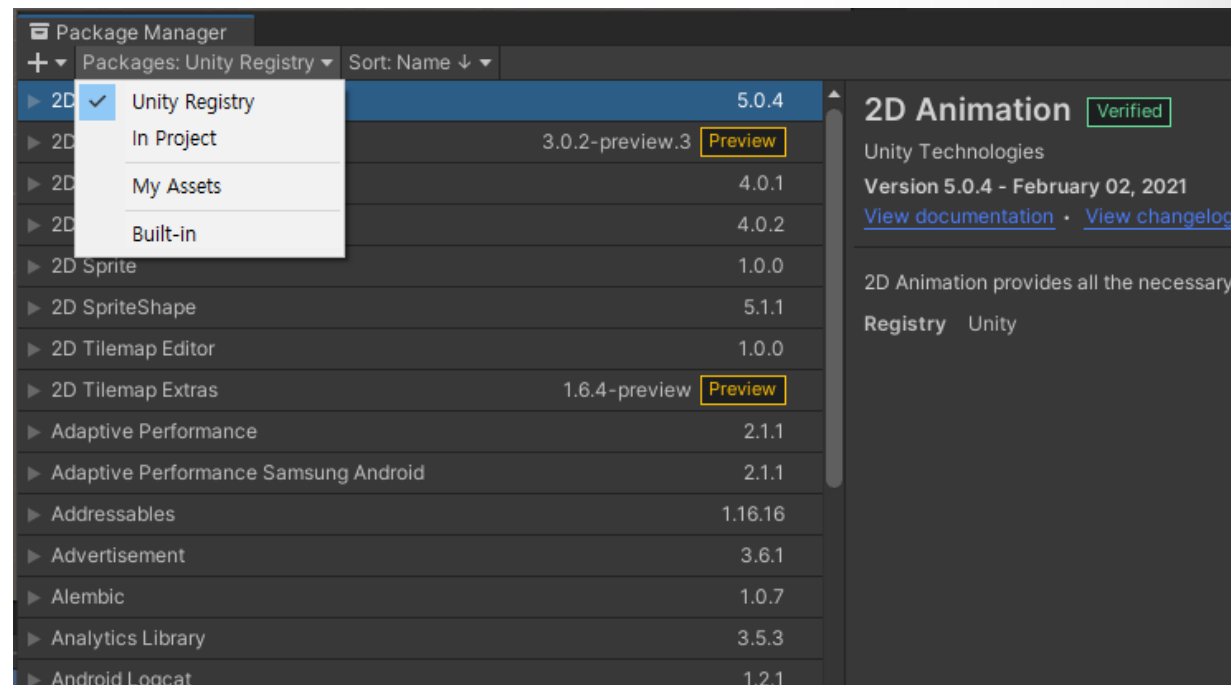 Package Manager
+ Packages: Unity Registry Sort: Name ↓
Unity Registry
In Project
My Assets
Built-in
2D 5.0.4
2D 3.0.2-preview.3 Preview
2D 4.0.1
2D 4.0.2
2D Sprite 1.0.0
2D SpriteShape 5.1.1
2D Tilemap Editor 1.0.0
2D Tilemap Extras 1.6.4-preview Preview
Adaptive Performance 2.1.1
Adaptive Performance Samsung Android 2.1.1
Addressables 1.16.16
Advertisement 3.6.1
Alembic 1.0.7
Analytics Library 3.5.3
Android Logcat 1.2.1
2D Animation Verified
Unity Technologies
Version 5.0.4 - February 02, 2021
View documentation • View changelog
2D Animation provides all the necessary
Registry Unity